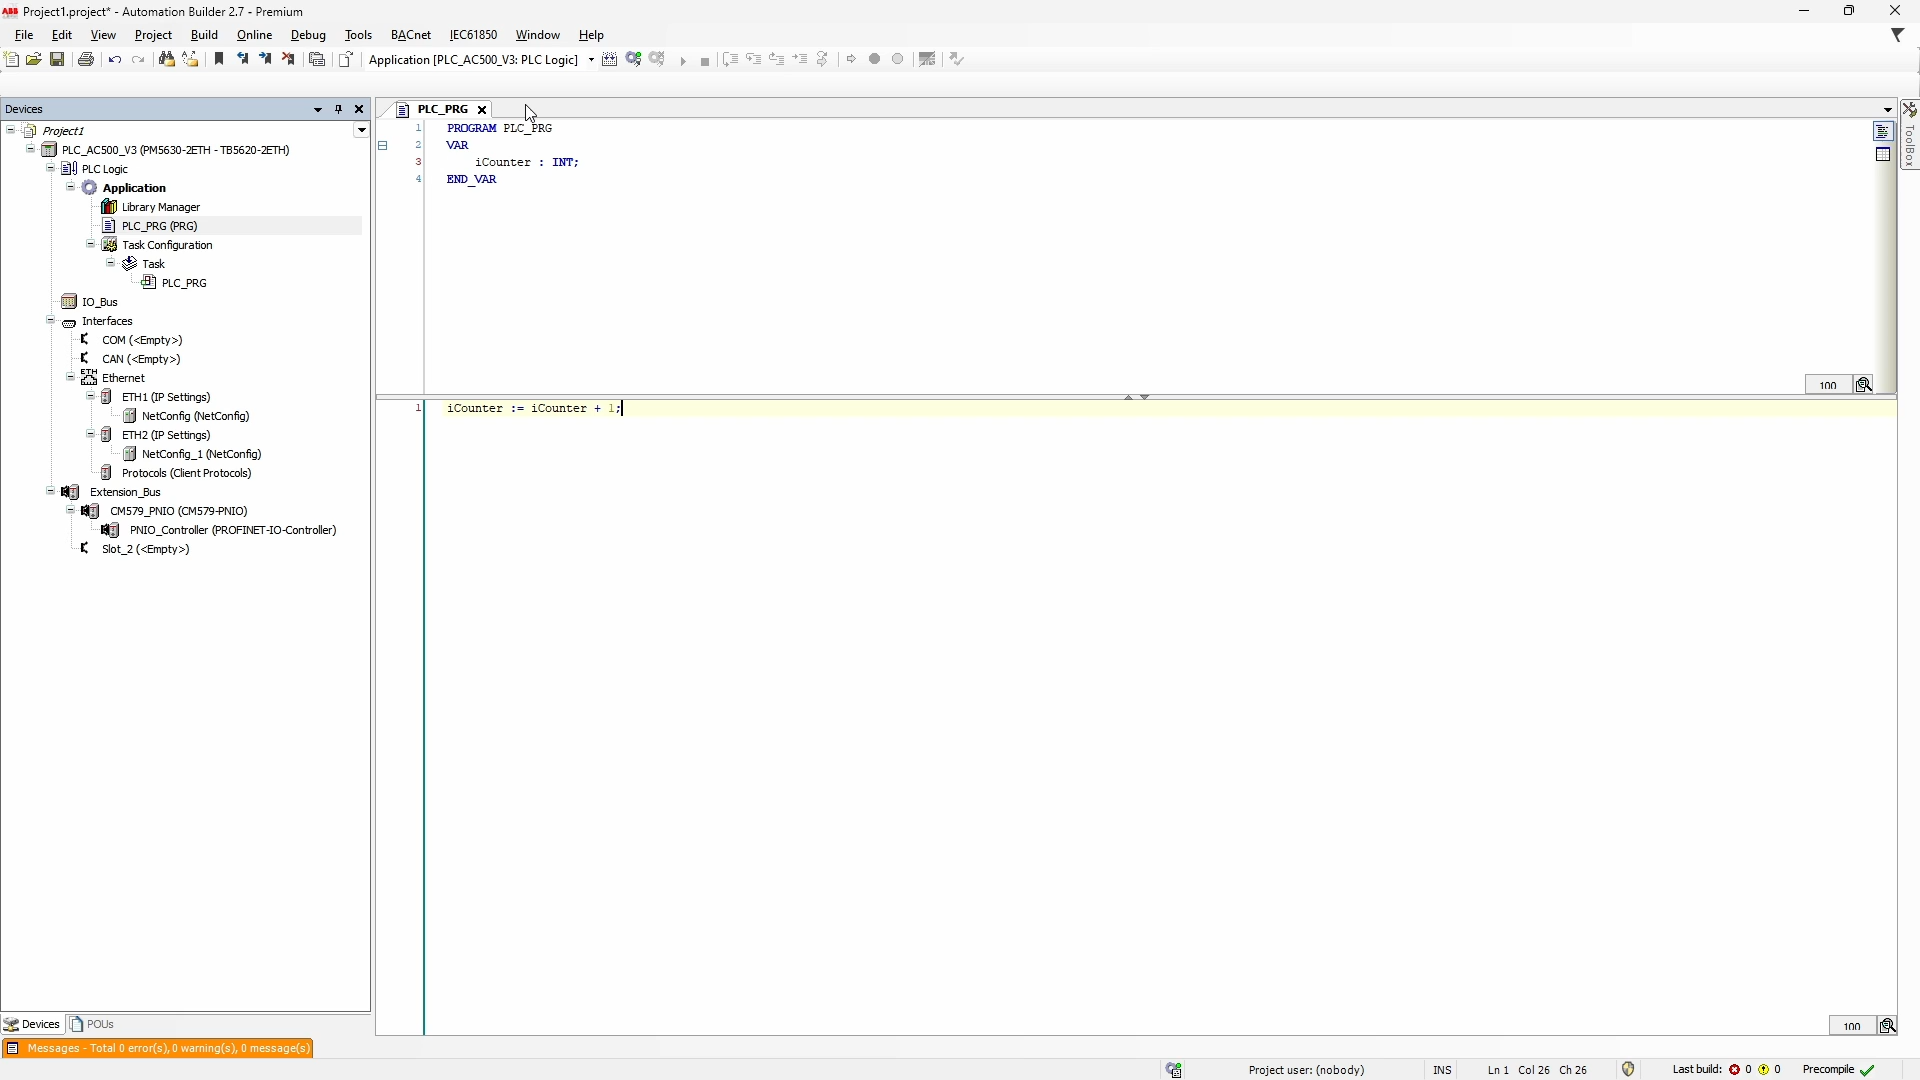 ABB Project1.project* - Automation Builder 2.7 - Premium
File Edit View Project Build Online Debug Tools BACnet IEC61850 Window Help
Application [PLC_AC500_V3: PLC Logic]
Devices
Project1
PLC_AC500_V3 (PM5630-2ETH - TB5620-2ETH)
PLC Logic
Application
Library Manager
PLC_PRG (PRG)
Task Configuration
Task
PLC_PRG
IO_Bus
Interfaces
COM (<Empty>)
CAN (<Empty>)
ETH Ethernet
ETH1 (IP Settings)
NetConfig (NetConfig)
ETH2 (IP Settings)
NetConfig_1 (NetConfig)
Protocols (Client Protocols)
Extension_Bus
CM579_PNIO (CM579-PNIO)
PNIO_Controller (PROFINET-IO-Controller)
Slot_2 (<Empty>)
Devices POUs
PLC_PRG
1 PROGRAM PLC_PRG
2 VAR
3 iCounter : INT;
4 END_VAR
100
1 iCounter := iCounter + 1;
100
ToolBox
Messages - Total 0 error(s), 0 warning(s), 0 message(s)
Project user: (nobody) INS Ln 1 Col 26 Ch 26 Last build: 0 0 Precompile